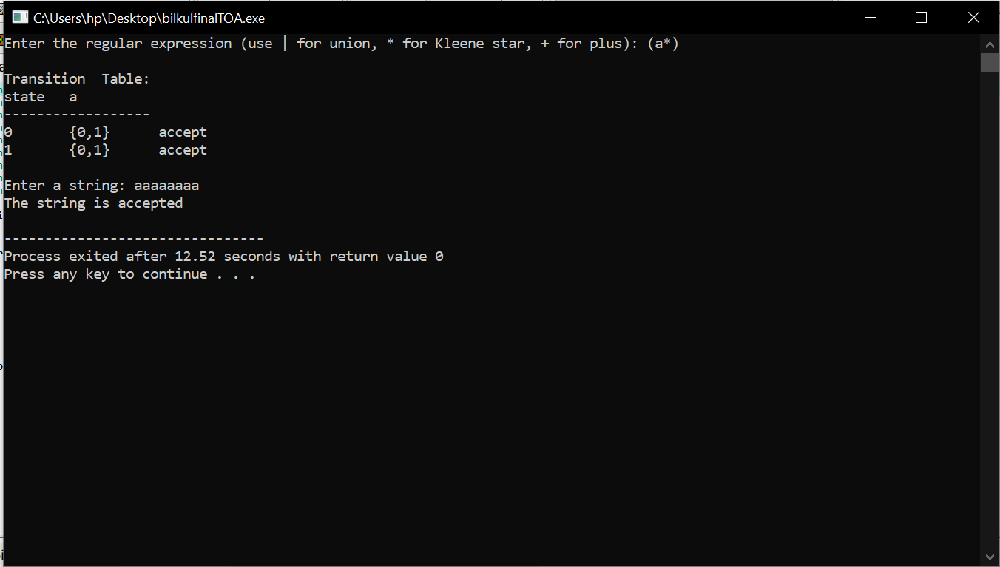 C:\Users\hp\Desktop\bilkulfinalTOA.exe
Enter the regular expression (use | for union, * for Kleene star, + for plus): (a*)
Transition  Table:
state   a
------------------
0       {0,1}      accept
1       {0,1}      accept
Enter a string: aaaaaaaa
The string is accepted
--------------------------------
Process exited after 12.52 seconds with return value 0
Press any key to continue . . .